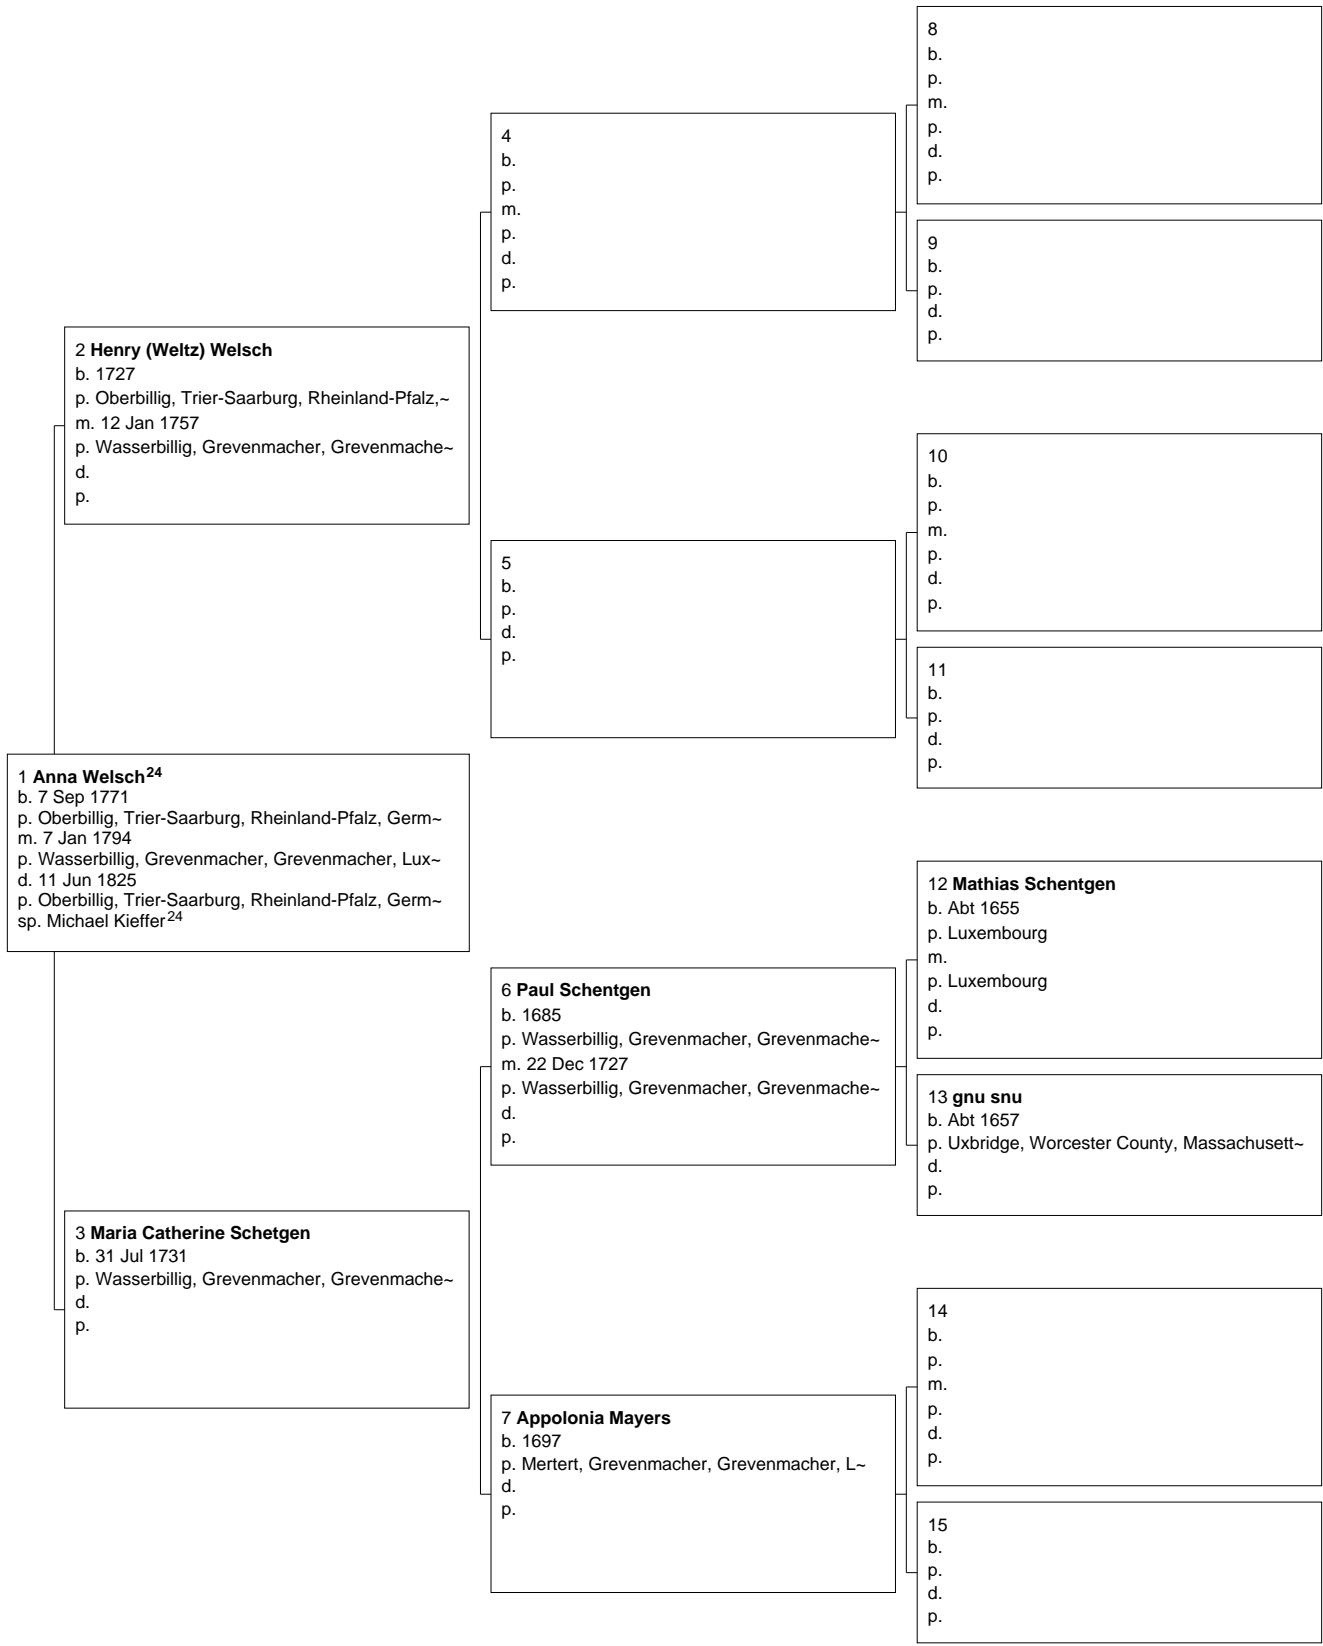 8
b.
p.
m.
p.
d.
p.
4
b.
p.
m.
p.
d.
p.
9
b.
p.
d.
p.
2 Henry (Weltz) Welsch
b. 1727
p. Oberbillig, Trier-Saarburg, Rheinland-Pfalz,~
m. 12 Jan 1757
p. Wasserbillig, Grevenmacher, Grevenmache~
d.
p.
10
b.
p.
m.
p.
d.
p.
5
b.
p.
d.
p.
11
b.
p.
d.
p.
1 Anna Welsch24
b. 7 Sep 1771
p. Oberbillig, Trier-Saarburg, Rheinland-Pfalz, Germ~
m. 7 Jan 1794
p. Wasserbillig, Grevenmacher, Grevenmacher, Lux~
d. 11 Jun 1825
p. Oberbillig, Trier-Saarburg, Rheinland-Pfalz, Germ~
sp. Michael Kieffer24
12 Mathias Schentgen
b. Abt 1655
p. Luxembourg
m.
p. Luxembourg
d.
p.
6 Paul Schentgen
b. 1685
p. Wasserbillig, Grevenmacher, Grevenmache~
m. 22 Dec 1727
p. Wasserbillig, Grevenmacher, Grevenmache~
d.
p.
13 gnu snu
b. Abt 1657
p. Uxbridge, Worcester County, Massachusett~
d.
p.
3 Maria Catherine Schetgen
b. 31 Jul 1731
p. Wasserbillig, Grevenmacher, Grevenmache~
d.
p.
14
b.
p.
m.
p.
d.
p.
7 Appolonia Mayers
b. 1697
p. Mertert, Grevenmacher, Grevenmacher, L~
d.
p.
15
b.
p.
d.
p.